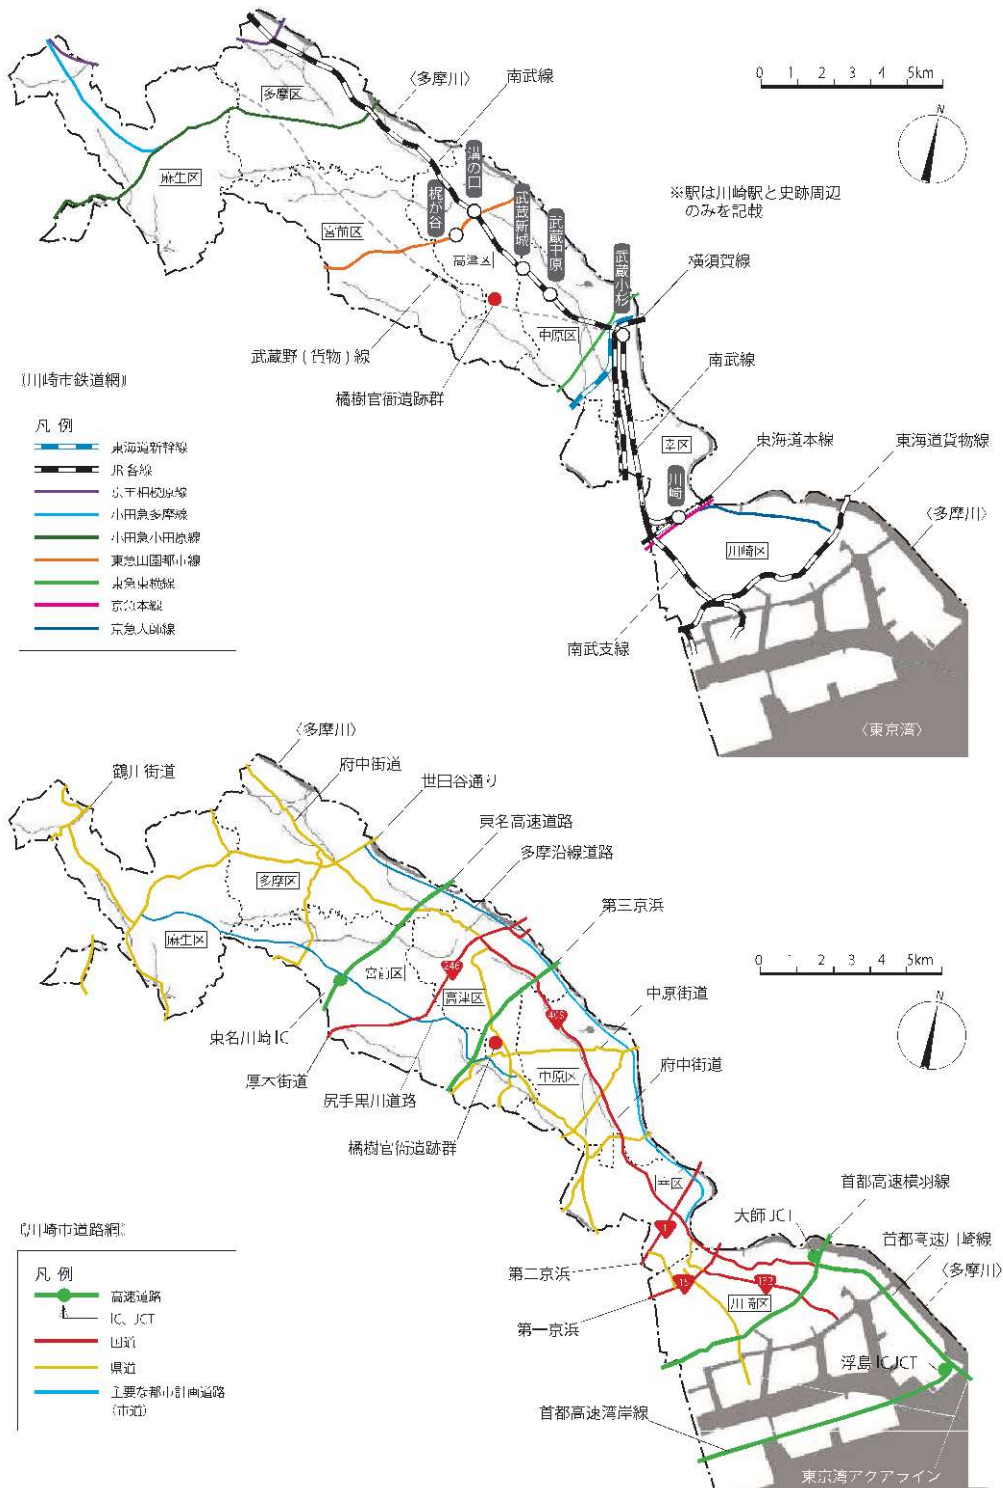 〈多摩川〉
南武線
0 1 2 3 4 5km
N
多摩区
麻生区
溝の口
梶が谷
武蔵新城
武蔵中原
宮前区
高津区
※駅は川崎駅と史跡周辺
のみを記載
武蔵小杉
横須賀線
中原区
武蔵野(貨物)線
橘樹官衙遺跡群
南武線
幸区
東海道本線
東海道貨物線
川崎
〈多摩川〉
川崎区
南武支線
〈東京湾〉
〔川崎市鉄道網〕
凡 例
東海道新幹線
JR各線
京王相模原線
小田急多摩線
小田急小田原線
東急田園都市線
東急東横線
京急本線
京急大師線
〈多摩川〉
鶴川街道
府中街道
世田谷通り
東名高速道路
多摩沿線道路
第三京浜
多摩区
麻生区
宮前区
246
高津区
0 1 2 3 4 5km
N
409
中原街道
東名川崎IC
厚木街道
尻手黒川道路
中原区
府中街道
橘樹官衙遺跡群
幸区
首都高速横羽線
大師JCT
首都高速川崎線
〈多摩川〉
1
第二京浜
15
132
川崎区
第一京浜
浮島IC,JCT
首都高速湾岸線
東京湾アクアライン
〔川崎市道路網〕
凡 例
高速道路
IC、JCT
国道
県道
主要な都市計画道路
(市道)